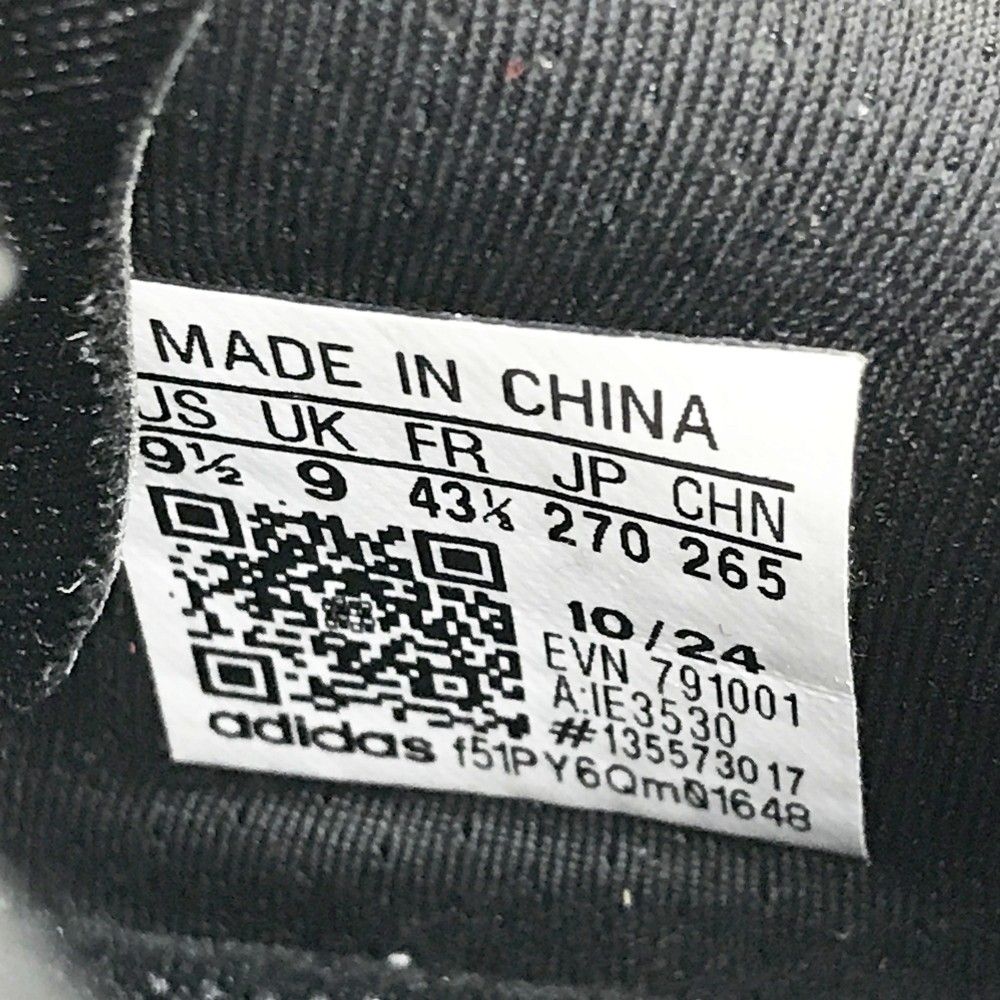 MADE IN CHINA
US UK FR JP CHN
9½ 9 43⅓ 270 265
10/24
EVN 791001
A:IE3530
#135573017
adidas f51PY6Qm01648